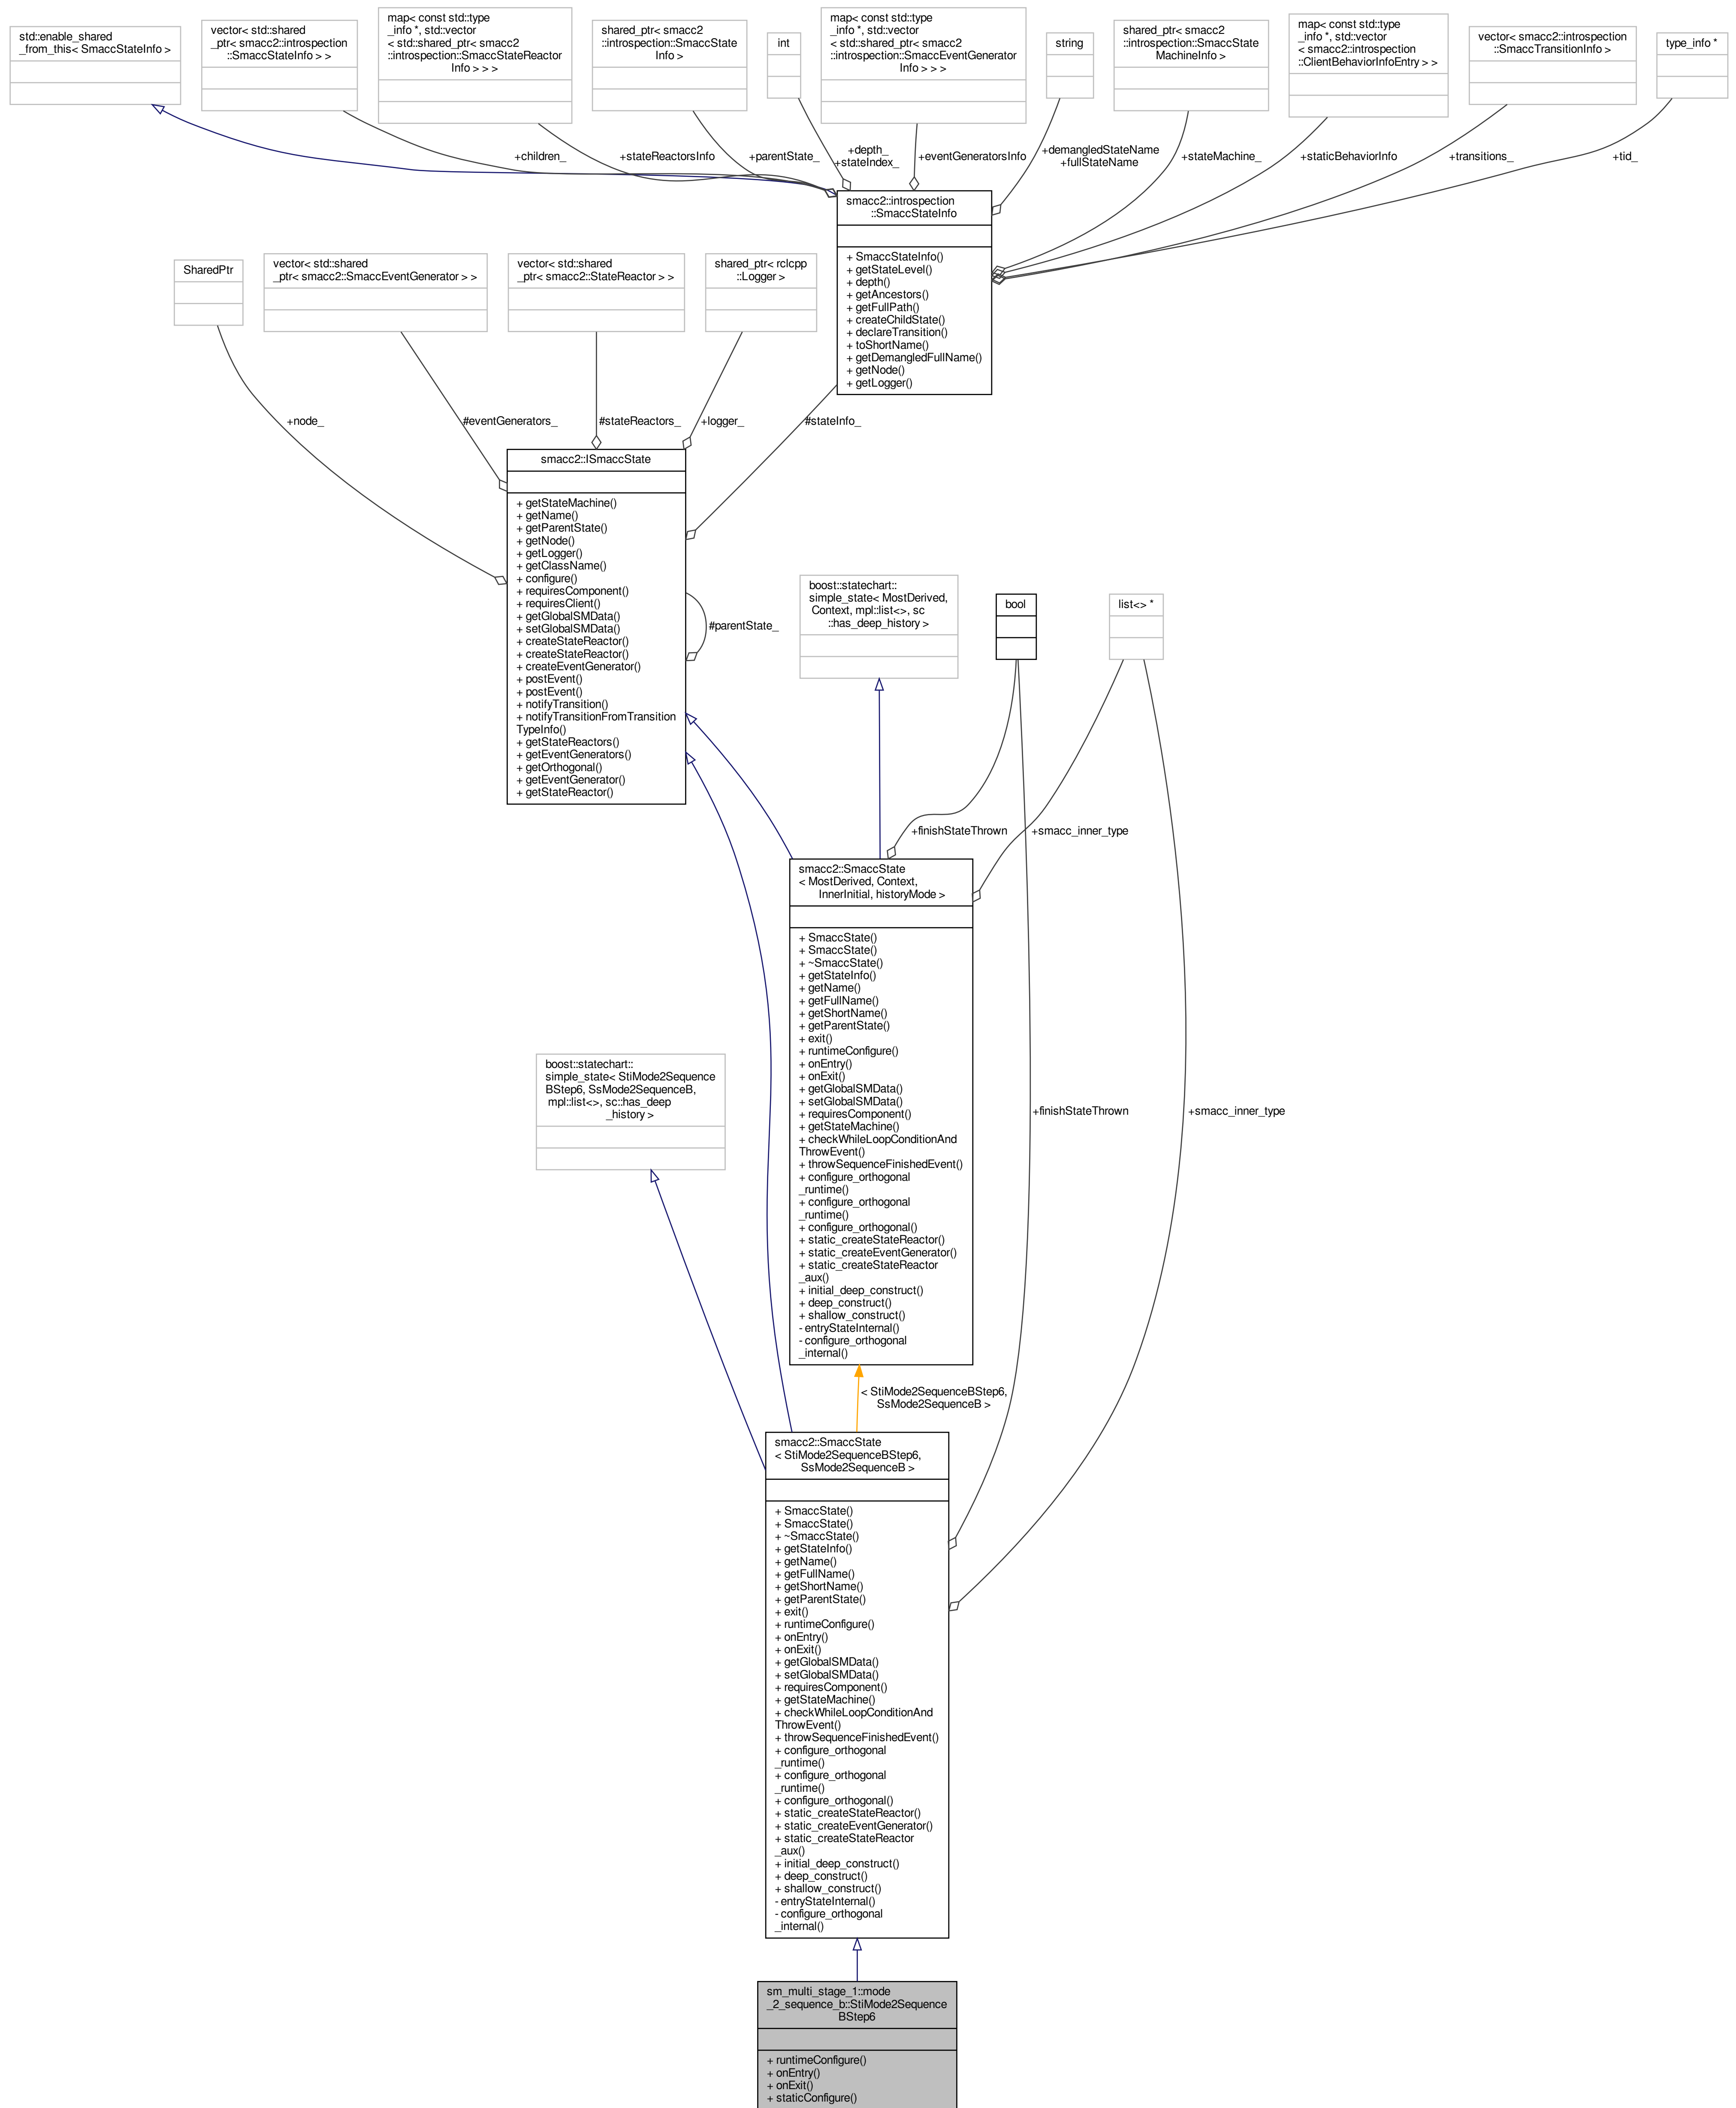 std::enable_shared
_from_this< SmaccStateInfo >
vector< std::shared
_ptr< smacc2::introspection
::SmaccStateInfo > >
map< const std::type
_info *, std::vector
< std::shared_ptr< smacc2
::introspection::SmaccStateReactor
Info > > >
shared_ptr< smacc2
::introspection::SmaccState
Info >
int
map< const std::type
_info *, std::vector
< std::shared_ptr< smacc2
::introspection::SmaccEventGenerator
Info > > >
string
shared_ptr< smacc2
::introspection::SmaccState
MachineInfo >
map< const std::type
_info *, std::vector
< smacc2::introspection
::ClientBehaviorInfoEntry > >
vector< smacc2::introspection
::SmaccTransitionInfo >
type_info *
+children_
+stateReactorsInfo
+parentState_
+depth_
+stateIndex_
+eventGeneratorsInfo
+demangledStateName
+fullStateName
+stateMachine_
+staticBehaviorInfo
+transitions_
+tid_
smacc2::introspection
::SmaccStateInfo
+ SmaccStateInfo()
+ getStateLevel()
+ depth()
+ getAncestors()
+ getFullPath()
+ createChildState()
+ declareTransition()
+ toShortName()
+ getDemangledFullName()
+ getNode()
+ getLogger()
SharedPtr
vector< std::shared
_ptr< smacc2::SmaccEventGenerator > >
vector< std::shared
_ptr< smacc2::StateReactor > >
shared_ptr< rclcpp
::Logger >
+node_
#eventGenerators_
#stateReactors_
+logger_
#stateInfo_
smacc2::ISmaccState
+ getStateMachine()
+ getName()
+ getParentState()
+ getNode()
+ getLogger()
+ getClassName()
+ configure()
+ requiresComponent()
+ requiresClient()
+ getGlobalSMData()
+ setGlobalSMData()
+ createStateReactor()
+ createStateReactor()
+ createEventGenerator()
+ postEvent()
+ postEvent()
+ notifyTransition()
+ notifyTransitionFromTransition
TypeInfo()
+ getStateReactors()
+ getEventGenerators()
+ getOrthogonal()
+ getEventGenerator()
+ getStateReactor()
#parentState_
boost::statechart::
simple_state< MostDerived,
Context, mpl::list<>, sc
::has_deep_history >
bool
list<> *
+finishStateThrown
+smacc_inner_type
smacc2::SmaccState
< MostDerived, Context,
InnerInitial, historyMode >
+ SmaccState()
+ SmaccState()
+ ~SmaccState()
+ getStateInfo()
+ getName()
+ getFullName()
+ getShortName()
+ getParentState()
+ exit()
+ runtimeConfigure()
+ onEntry()
+ onExit()
+ getGlobalSMData()
+ setGlobalSMData()
+ requiresComponent()
+ getStateMachine()
+ checkWhileLoopConditionAnd
ThrowEvent()
+ throwSequenceFinishedEvent()
+ configure_orthogonal
_runtime()
+ configure_orthogonal
_runtime()
+ configure_orthogonal()
+ static_createStateReactor()
+ static_createEventGenerator()
+ static_createStateReactor
_aux()
+ initial_deep_construct()
+ deep_construct()
+ shallow_construct()
- entryStateInternal()
- configure_orthogonal
_internal()
boost::statechart::
simple_state< StiMode2Sequence
BStep6, SsMode2SequenceB,
mpl::list<>, sc::has_deep
_history >
+finishStateThrown
+smacc_inner_type
< StiMode2SequenceBStep6,
SsMode2SequenceB >
smacc2::SmaccState
< StiMode2SequenceBStep6,
SsMode2SequenceB >
+ SmaccState()
+ SmaccState()
+ ~SmaccState()
+ getStateInfo()
+ getName()
+ getFullName()
+ getShortName()
+ getParentState()
+ exit()
+ runtimeConfigure()
+ onEntry()
+ onExit()
+ getGlobalSMData()
+ setGlobalSMData()
+ requiresComponent()
+ getStateMachine()
+ checkWhileLoopConditionAnd
ThrowEvent()
+ throwSequenceFinishedEvent()
+ configure_orthogonal
_runtime()
+ configure_orthogonal
_runtime()
+ configure_orthogonal()
+ static_createStateReactor()
+ static_createEventGenerator()
+ static_createStateReactor
_aux()
+ initial_deep_construct()
+ deep_construct()
+ shallow_construct()
- entryStateInternal()
- configure_orthogonal
_internal()
sm_multi_stage_1::mode
_2_sequence_b::StiMode2Sequence
BStep6
+ runtimeConfigure()
+ onEntry()
+ onExit()
+ staticConfigure()